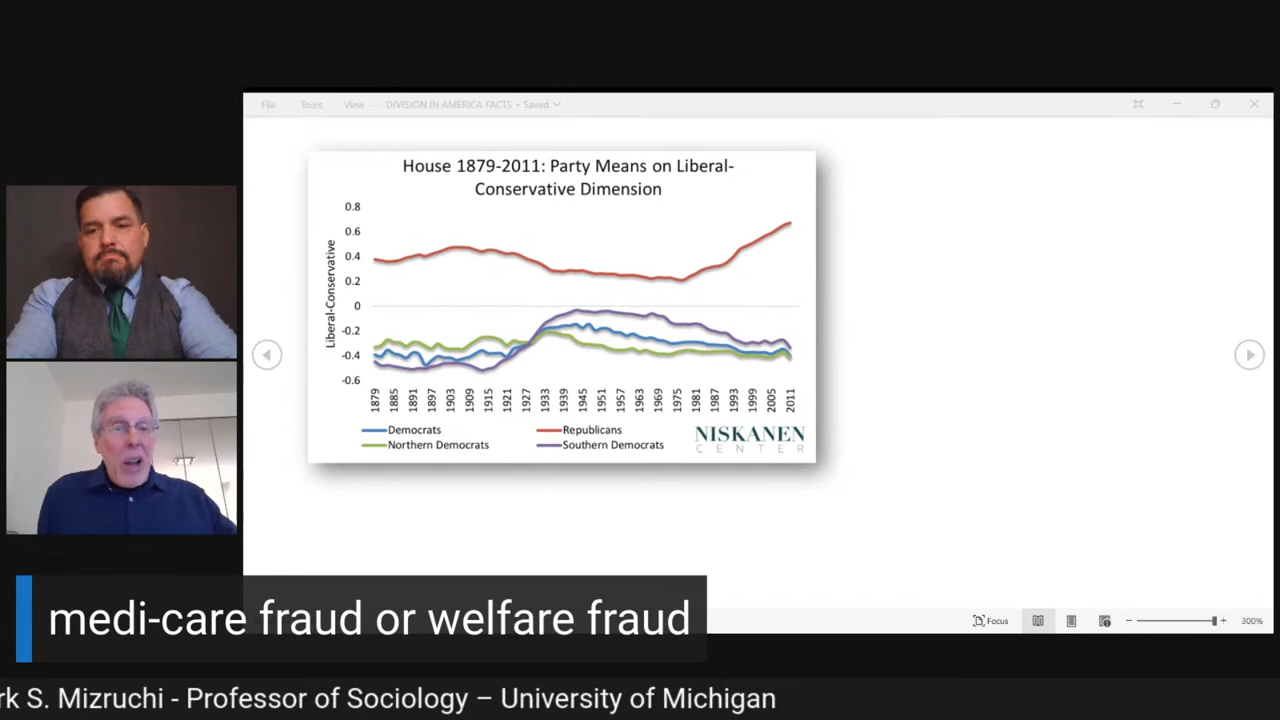 File Tools View DIVISION IN AMERICA FACTS • Saved
House 1879-2011: Party Means on Liberal-
Conservative Dimension
Liberal-Conservative
0.8
0.6
0.4
0.2
0
-0.2
-0.4
-0.6
1879 1885 1891 1897 1903 1909 1915 1921 1927 1933 1939 1945 1951 1957 1963 1969 1975 1981 1987 1993 1999 2005 2011
Democrats Republicans
Northern Democrats Southern Democrats
NISKANEN
CENTER
medi-care fraud or welfare fraud
Focus 300%
rk S. Mizruchi - Professor of Sociology – University of Michigan